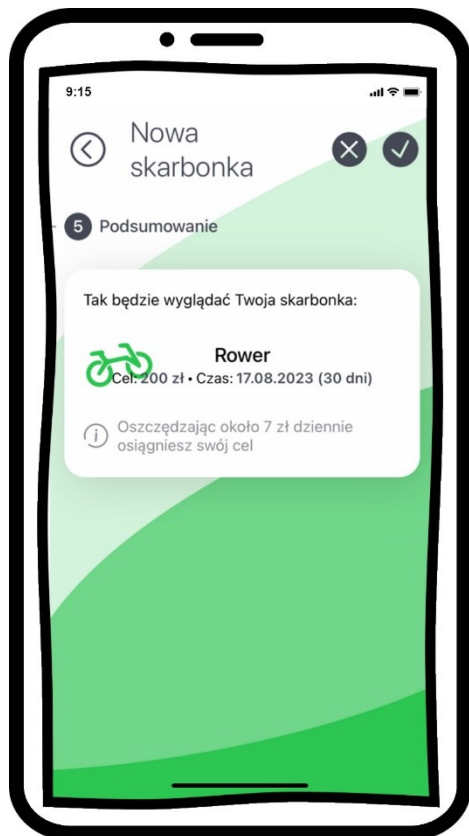 9:15
Nowa
skarbonka
5 Podsumowanie
Tak będzie wyglądać Twoja skarbonka:
Rower
Cel: 200 zł • Czas: 17.08.2023 (30 dni)
Oszczędzając około 7 zł dziennie
osiągniesz swój cel